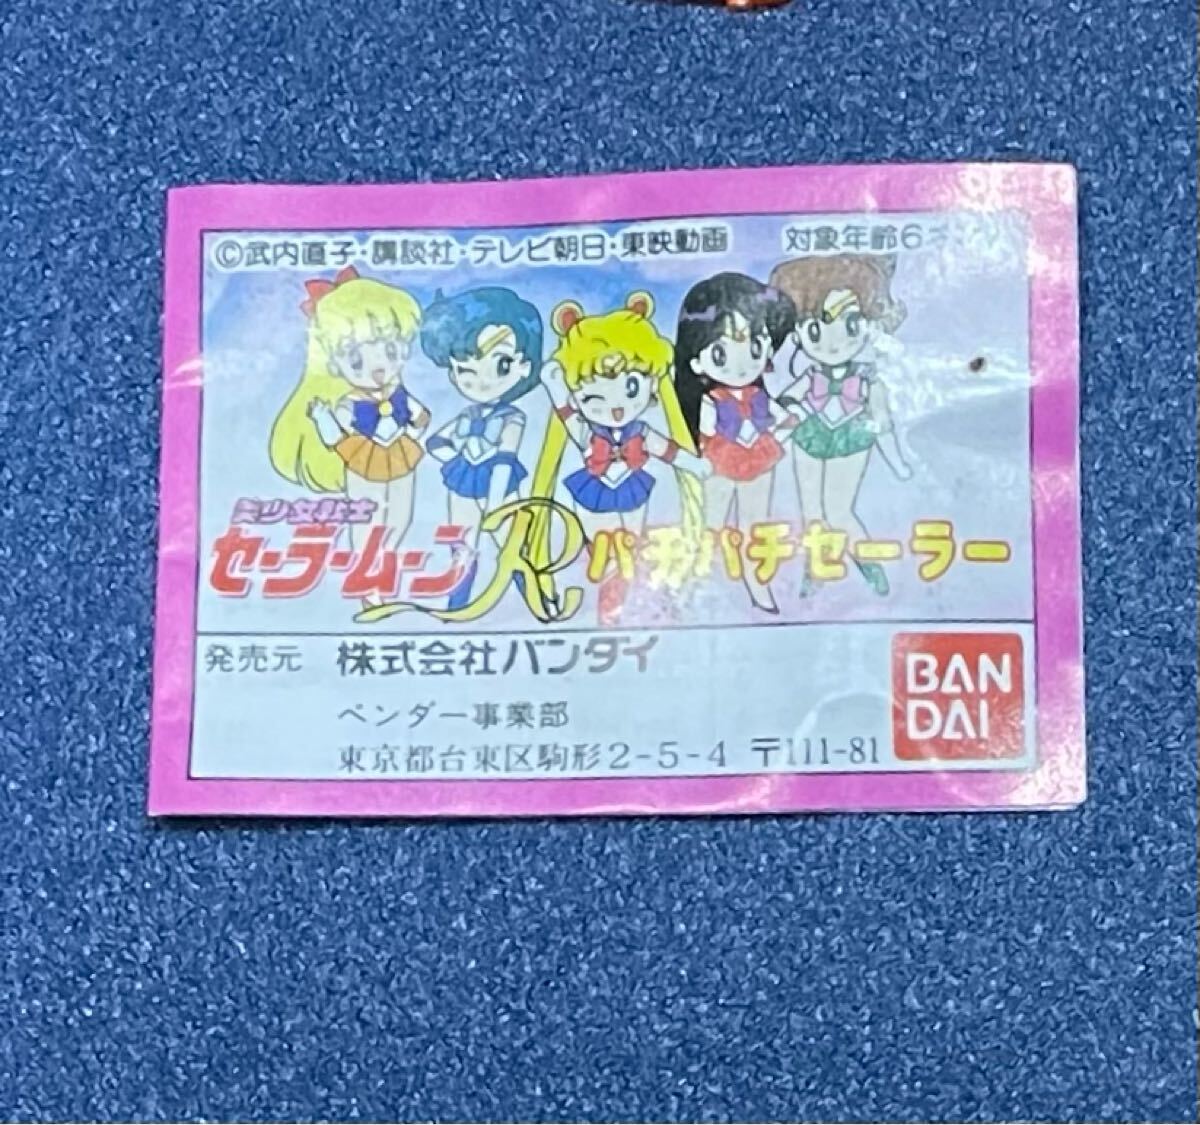 ©武内直子・講談社・テレビ朝日・東映動画 対象年齢6才
美少女戦士
セーラームーンR パチパチセーラー
発売元 株式会社バンダイ
ベンダー事業部
東京都台東区駒形2-5-4 〒111-81
BAN
DAI